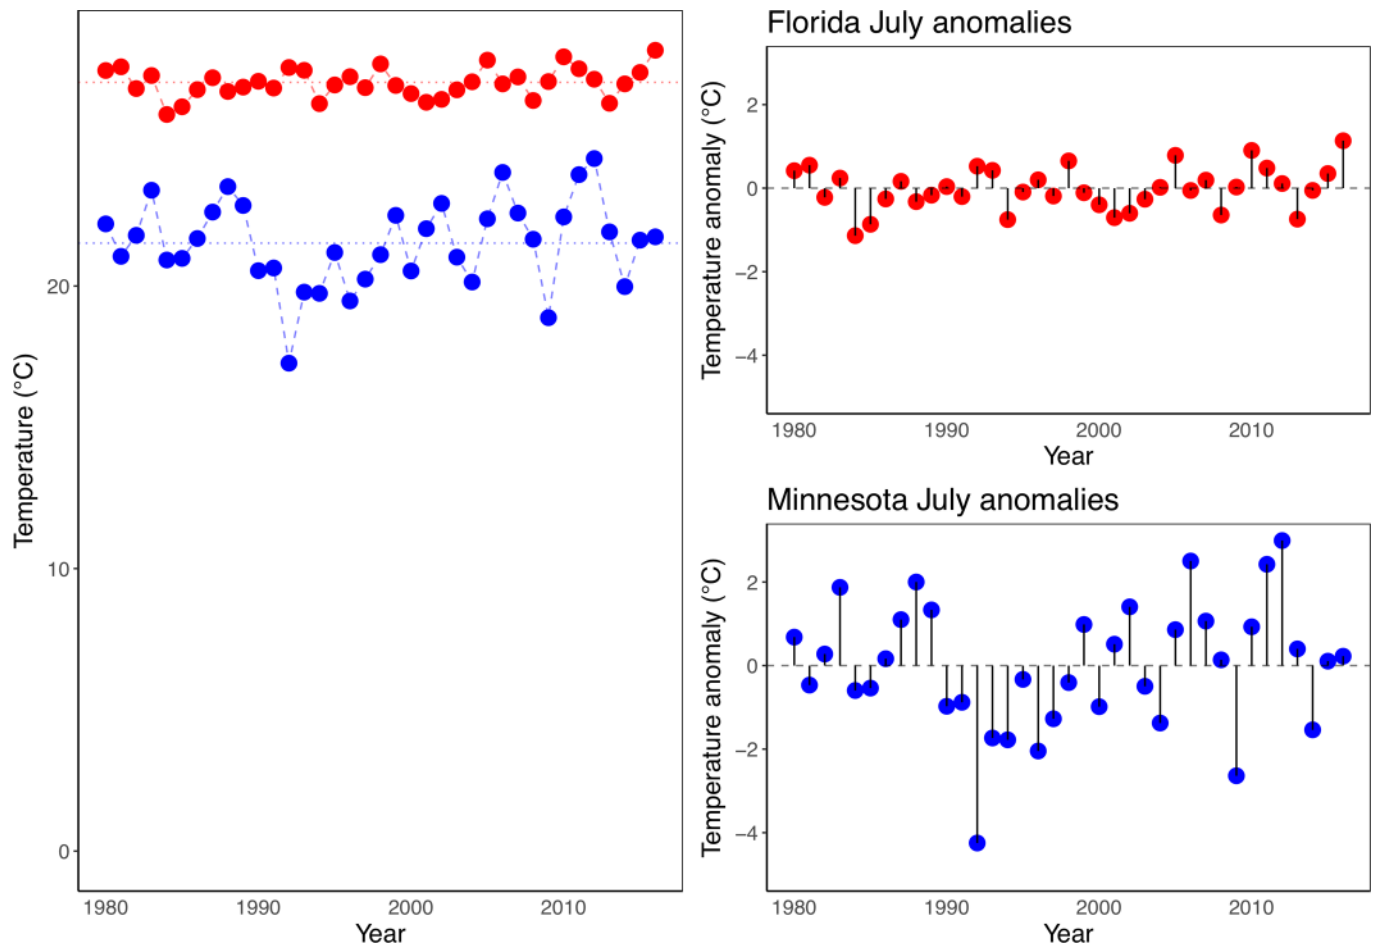 20
10
0
Temperature (°C)
1980 1990 2000 2010
Year
Florida July anomalies
2
0
−2
−4
Temperature anomaly (°C)
1980 1990 2000 2010
Year
Minnesota July anomalies
2
0
−2
−4
Temperature anomaly (°C)
1980 1990 2000 2010
Year